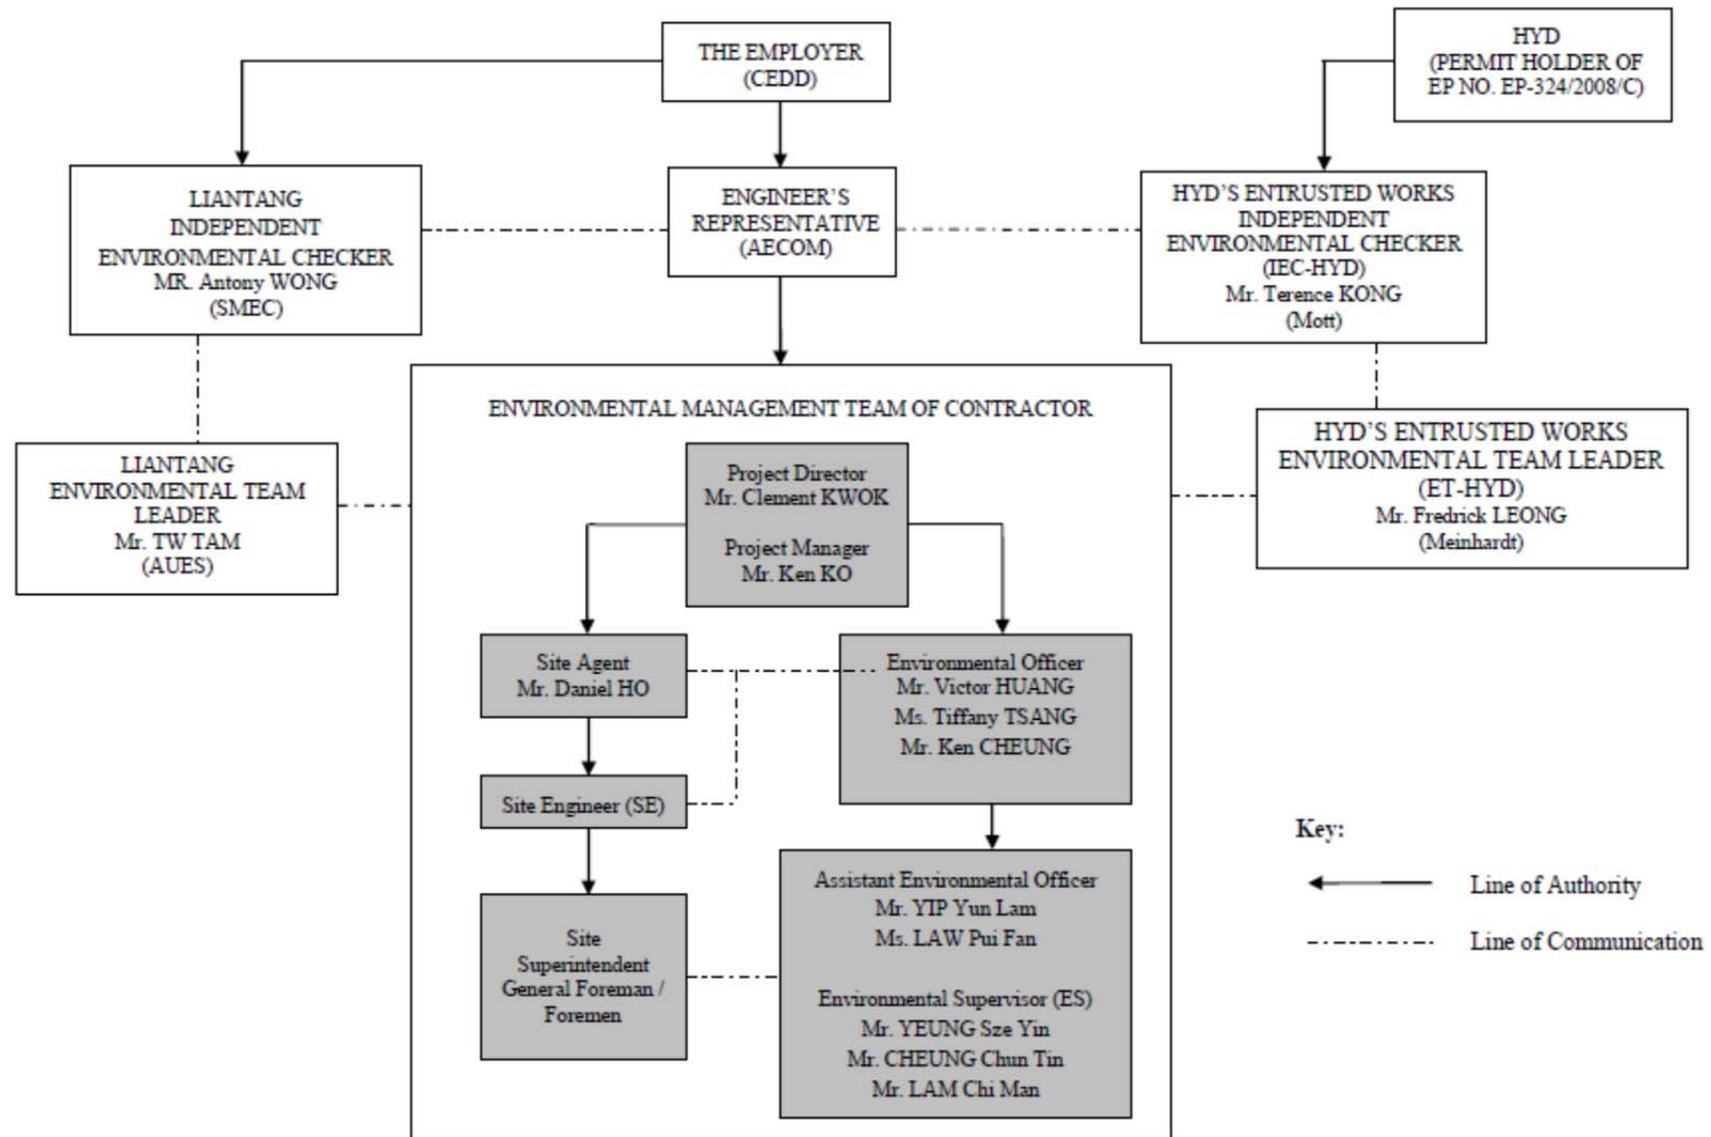 THE EMPLOYER
(CEDD)
HYD
(PERMIT HOLDER OF
EP NO. EP-324/2008/C)
LIANTANG
INDEPENDENT
ENVIRONMENTAL CHECKER
MR. Antony WONG
(SMEC)
ENGINEER'S
REPRESENTATIVE
(AECOM)
HYD'S ENTRUSTED WORKS
INDEPENDENT
ENVIRONMENTAL CHECKER
(IEC-HYD)
Mr. Terence KONG
(Mott)
LIANTANG
ENVIRONMENTAL TEAM
LEADER
Mr. TW TAM
(AUES)
ENVIRONMENTAL MANAGEMENT TEAM OF CONTRACTOR
HYD'S ENTRUSTED WORKS
ENVIRONMENTAL TEAM LEADER
(ET-HYD)
Mr. Fredrick LEONG
(Meinhardt)
Project Director
Mr. Clement KWOK
Project Manager
Mr. Ken KO
Site Agent
Mr. Daniel HO
Environmental Officer
Mr. Victor HUANG
Ms. Tiffany TSANG
Mr. Ken CHEUNG
Site Engineer (SE)
Site
Superintendent
General Foreman /
Foremen
Assistant Environmental Officer
Mr. YIP Yun Lam
Ms. LAW Pui Fan
Environmental Supervisor (ES)
Mr. YEUNG Sze Yin
Mr. CHEUNG Chun Tin
Mr. LAM Chi Man
Key:
Line of Authority
Line of Communication